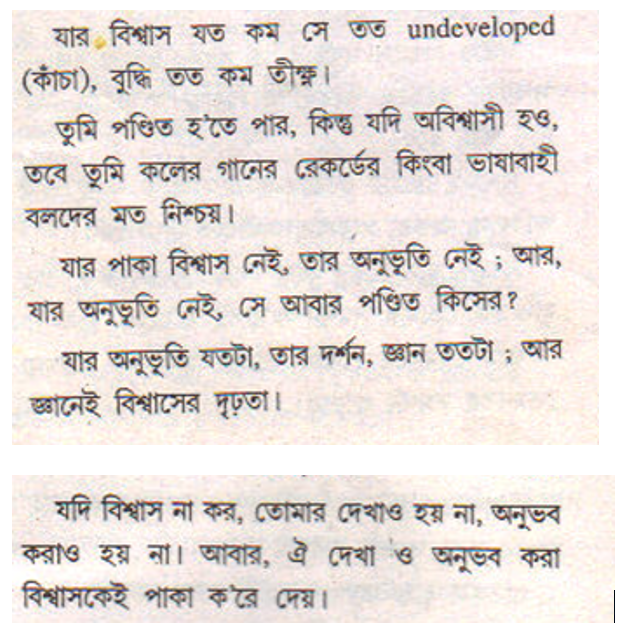 যার বিশ্বাস যত কম সে তত undeveloped
(কাঁচা), বুদ্ধি তত কম তীক্ষ্ণ।
তুমি পণ্ডিত হ'তে পার, কিন্তু যদি অবিশ্বাসী হও,
তবে তুমি কলের গানের রেকর্ডের কিংবা ভাষাবাহী
বলদের মত নিশ্চয়।
যার পাকা বিশ্বাস নেই, তার অনুভূতি নেই ; আর,
যার অনুভূতি নেই, সে আবার পণ্ডিত কিসের?
যার অনুভূতি যতটা, তার দর্শন, জ্ঞান ততটা ; আর
জ্ঞানেই বিশ্বাসের দৃঢ়তা।
যদি বিশ্বাস না কর, তোমার দেখাও হয় না, অনুভব
করাও হয় না। আবার, ঐ দেখা ও অনুভব করা
বিশ্বাসকেই পাকা ক'রে দেয়।